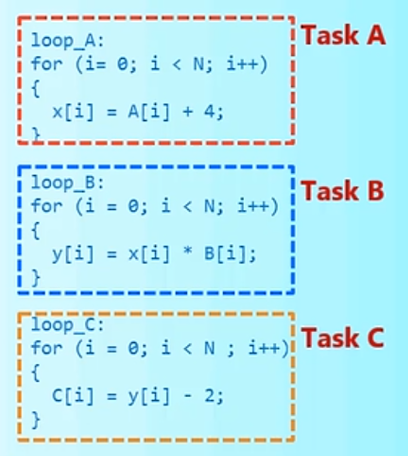 loop_A:
Task A
for (i= 0; i < N; i++)
{
x[i] = A[i] + 4;
}
loop_B:
Task B
for (i = 0; i < N; i++)
{
y[i] = x[i] * B[i];
}
loop_C:
Task C
for (i = 0; i < N ; i++)
{
C[i] = y[i] - 2;
}